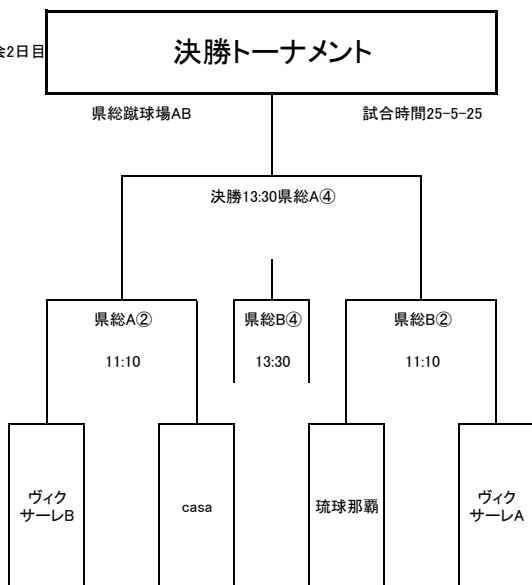 会2日目
決勝トーナメント
県総蹴球場AB 試合時間25-5-25
決勝13:30県総A④
県総A② 県総B④ 県総B②
11:10 13:30 11:10
ヴィク
サーレB
casa
琉球那覇
ヴィク
サーレA